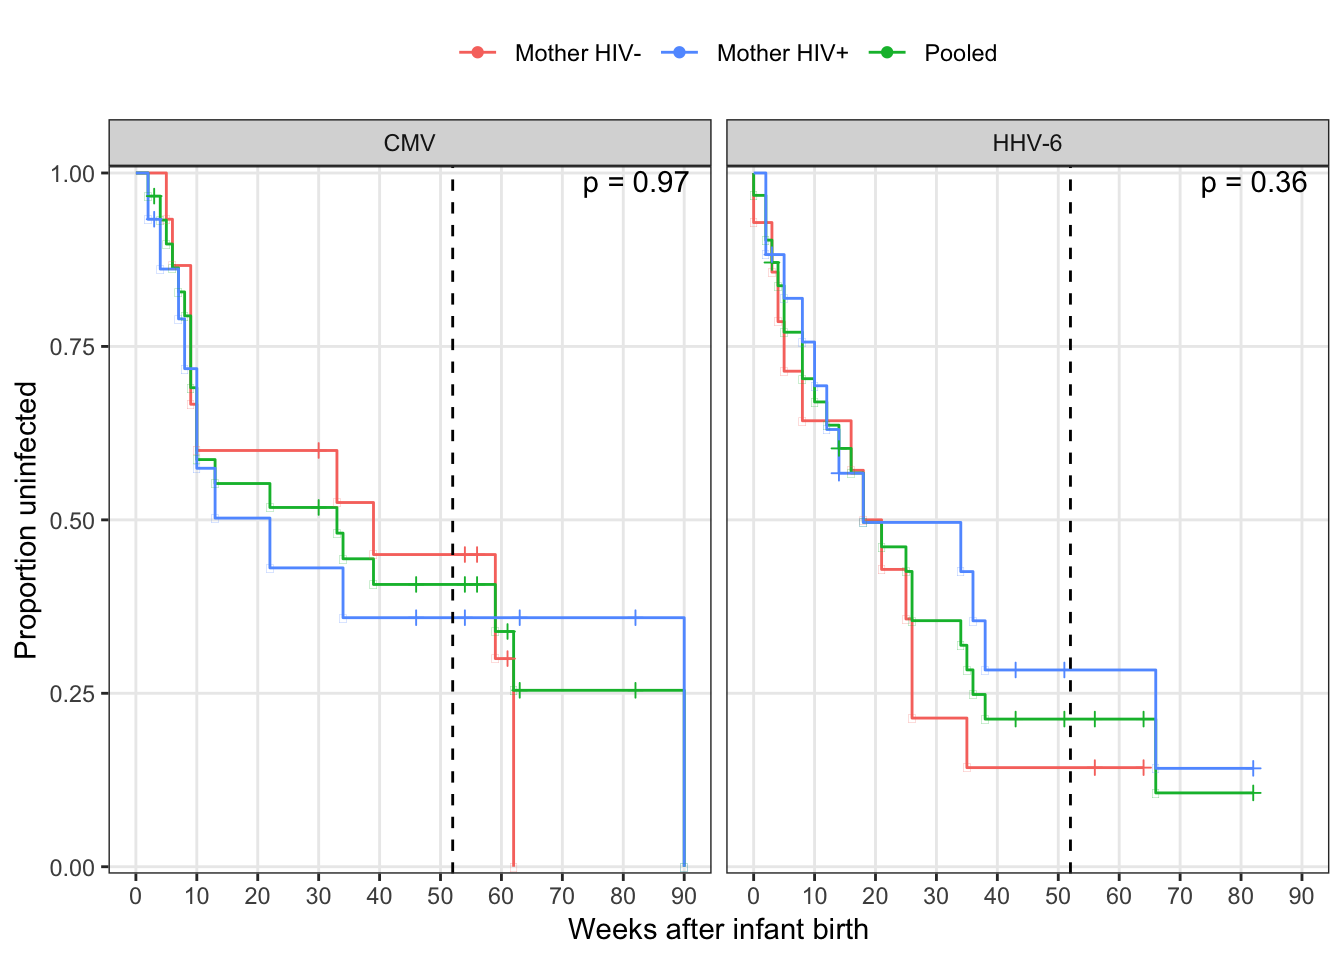 Mother HIV- Mother HIV+ Pooled
CMV HHV-6
p = 0.97 p = 0.36
1.00
0.75
0.50
0.25
0.00
Proportion uninfected
0 10 20 30 40 50 60 70 80 90 0 10 20 30 40 50 60 70 80 90
Weeks after infant birth